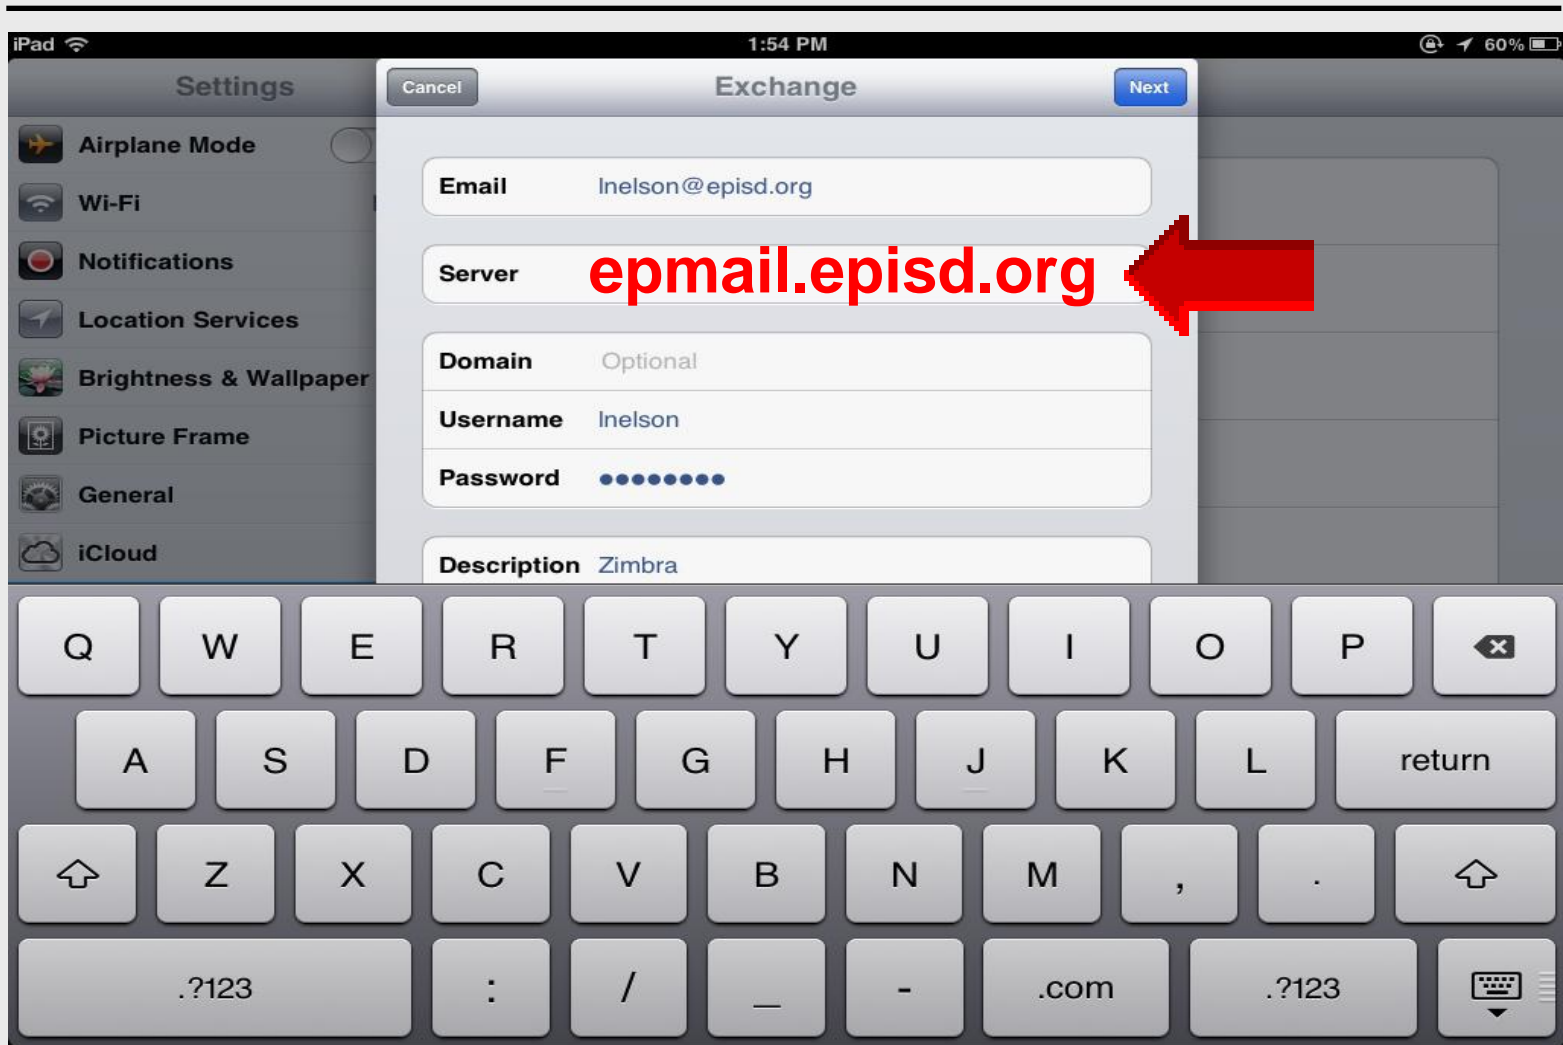 iPad 1:54 PM 60%
Settings
Cancel Exchange Next
Airplane Mode
Wi-Fi
Notifications
Location Services
Brightness & Wallpaper
Picture Frame
General
iCloud
Email lnelson@episd.org
Server epmail.episd.org
Domain Optional
Username lnelson
Password ●●●●●●●●
Description Zimbra
Q W E R T Y U I O P
A S D F G H J K L return
Z X C V B N M , .
.?123 : / _ - .com .?123